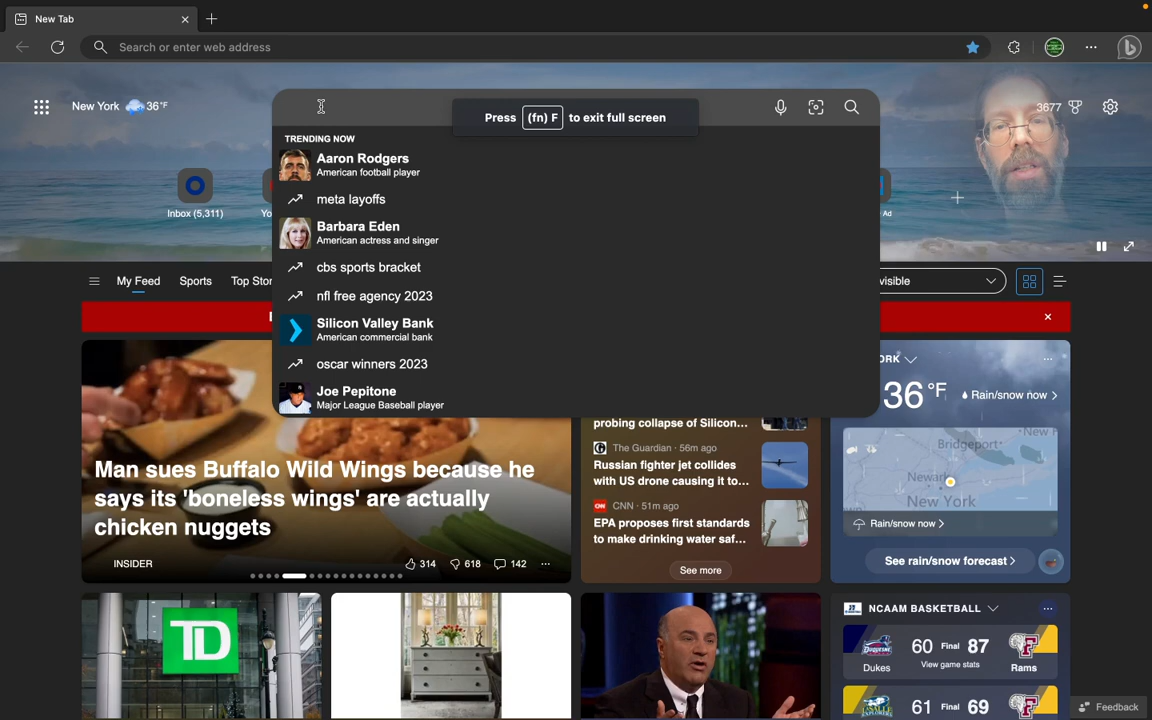 New Tab
Search or enter web address
New York 36°F
Press (fn) F to exit full screen
3677
TRENDING NOW
Aaron Rodgers
American football player
meta layoffs
Barbara Eden
American actress and singer
cbs sports bracket
nfl free agency 2023
Silicon Valley Bank
American commercial bank
oscar winners 2023
Joe Pepitone
Major League Baseball player
Inbox (5,311)
Yo
Ad
My Feed
Sports
Top Stor
visible
Man sues Buffalo Wild Wings because he
says its 'boneless wings' are actually
chicken nuggets
INSIDER
314
618
142
probing collapse of Silicon...
The Guardian · 56m ago
Russian fighter jet collides
with US drone causing it to...
CNN · 51m ago
EPA proposes first standards
to make drinking water saf...
See more
ORK
36°F
Rain/snow now
Bridgeport
New
Newark
New York
Rain/snow now
See rain/snow forecast
TD
NCAAM BASKETBALL
60 Final 87
Dukes
View game stats
Rams
61 Final 69
Feedback